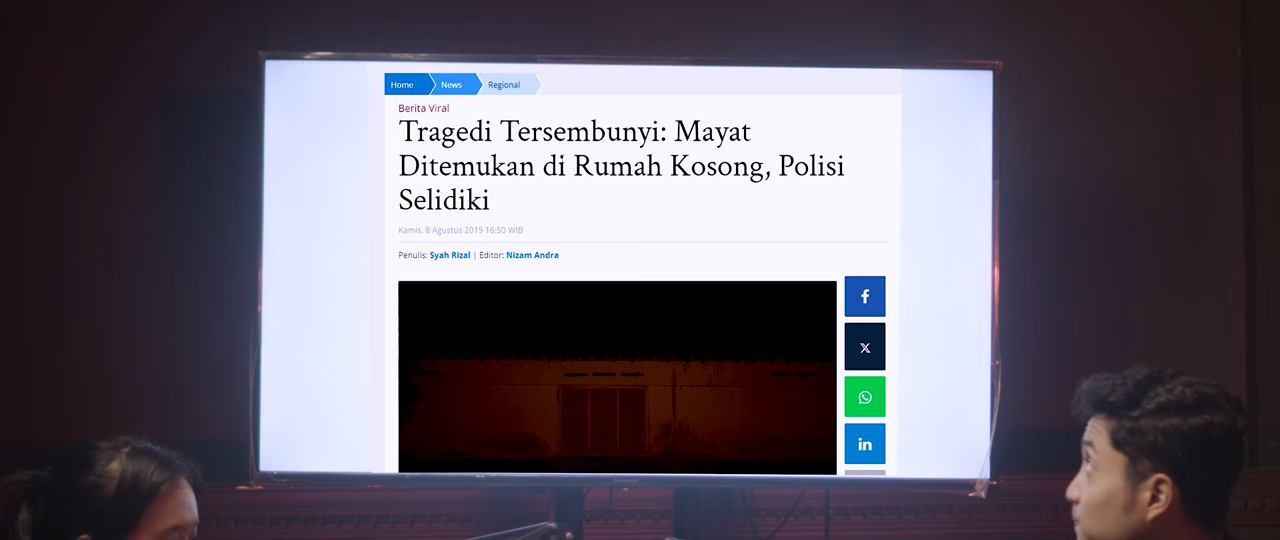 Home News Regional
Berita Viral
Tragedi Tersembunyi: Mayat
Ditemukan di Rumah Kosong, Polisi
Selidiki
Kamis, 8 Agustus 2019 16:50 WIB
Penulis: Syah Rizal | Editor: Nizam Andra